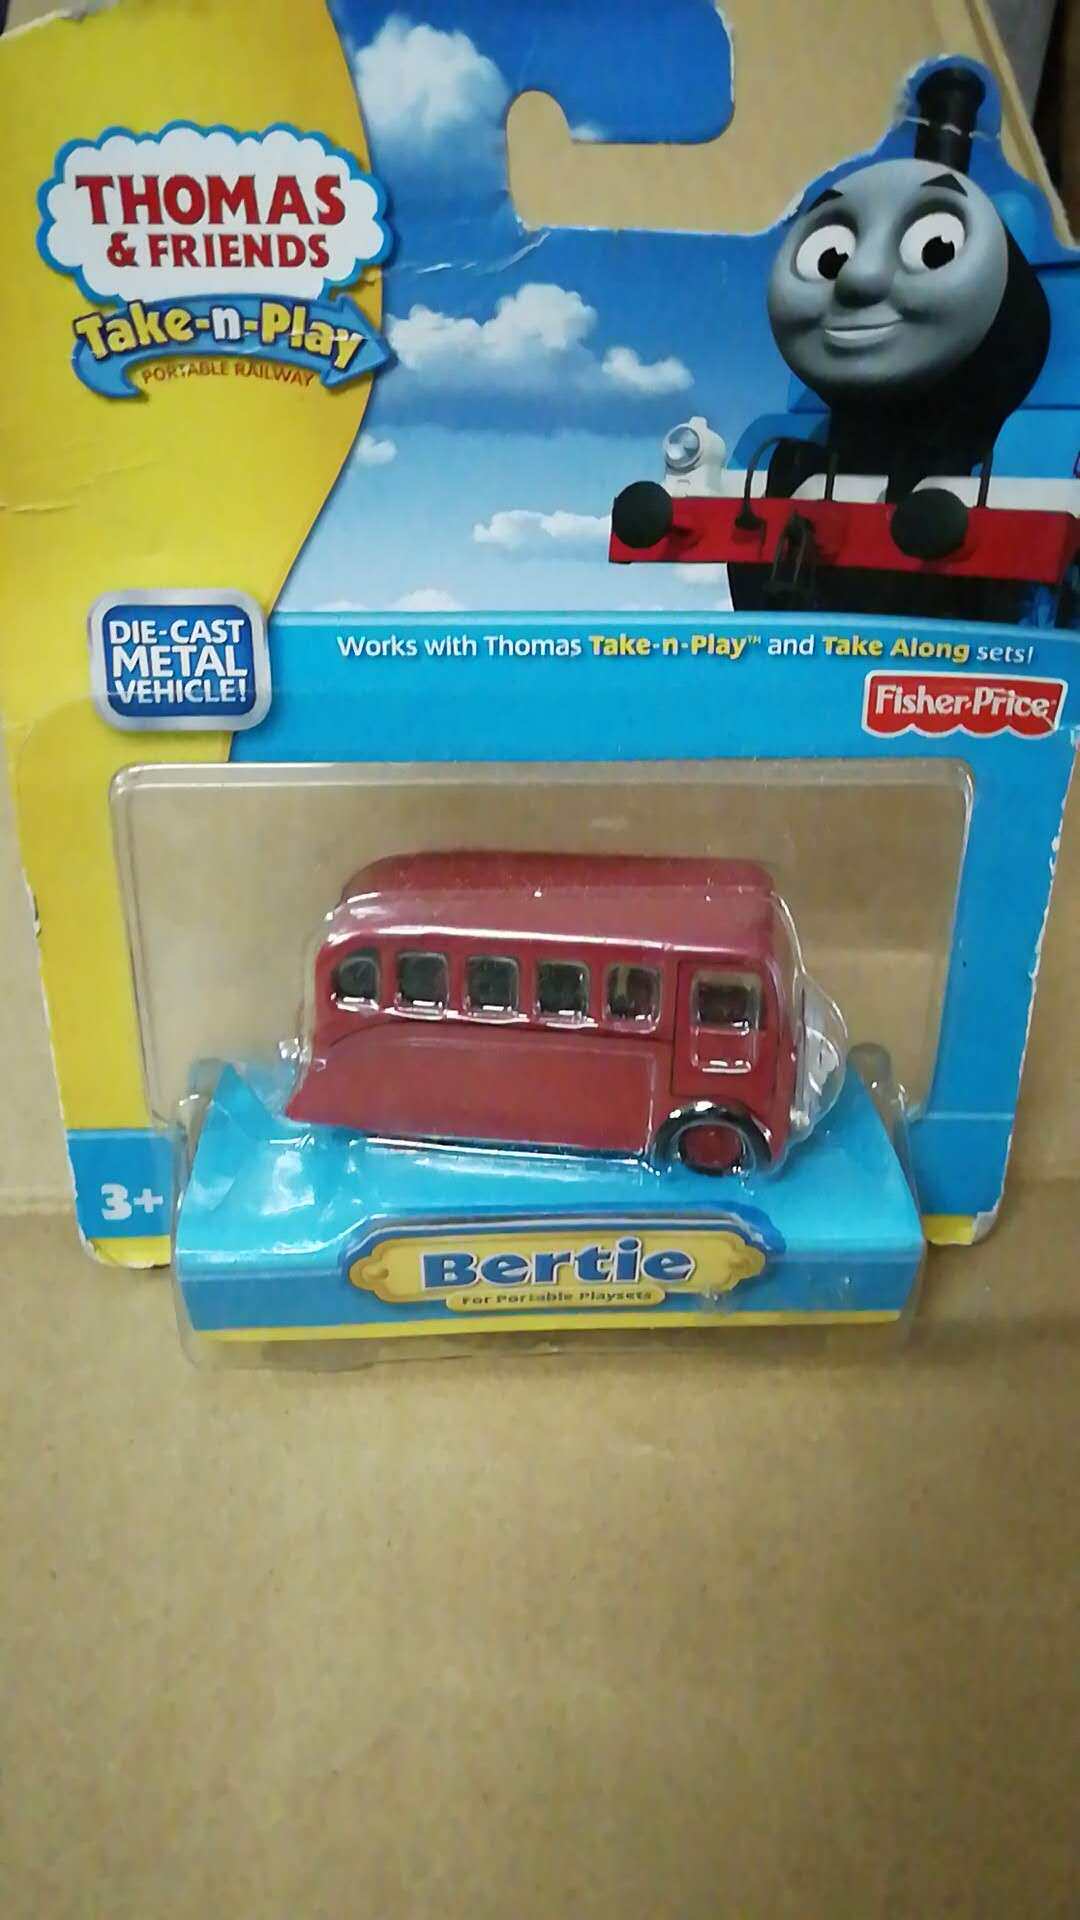 THOMAS
& FRIENDS
Take-n-Play
PORTABLE RAILWAY
DIE-CAST
METAL
VEHICLE!
Works with Thomas Take-n-Play™ and Take Along sets!
Fisher-Price
3+
Bertie
For Portable Playsets